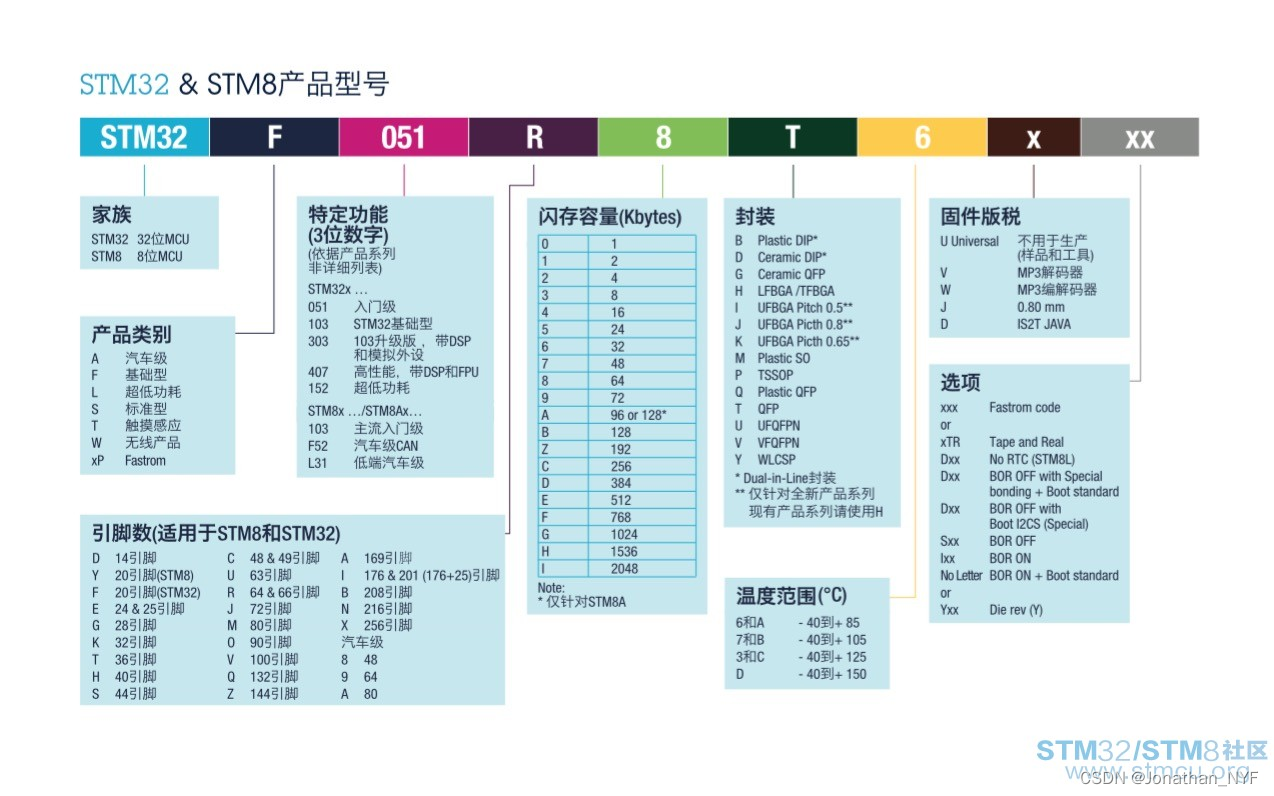 STM32 & STM8产品型号
STM32 F 051 R 8 T 6 x xx
家族
STM32 32位MCU
STM8 8位MCU
产品类别
A 汽车级
F 基础型
L 超低功耗
S 标准型
T 触摸感应
W 无线产品
xP Fastrom
特定功能
(3位数字)
(依据产品系列
非详细列表)
STM32x …
051 入门级
103 STM32基础型
303 103升级版，带DSP
和模拟外设
407 高性能，带DSP和FPU
152 超低功耗
STM8x …/STM8Ax…
103 主流入门级
F52 汽车级CAN
L31 低端汽车级
引脚数(适用于STM8和STM32)
D 14引脚 C 48 & 49引脚 A 169引脚
Y 20引脚(STM8) U 63引脚 I 176 & 201 (176+25)引脚
F 20引脚(STM32) R 64 & 66引脚 B 208引脚
E 24 & 25引脚 J 72引脚 N 216引脚
G 28引脚 M 80引脚 X 256引脚
K 32引脚 O 90引脚 汽车级
T 36引脚 V 100引脚 8 48
H 40引脚 Q 132引脚 9 64
S 44引脚 Z 144引脚 A 80
闪存容量(Kbytes)
0 1
1 2
2 4
3 8
4 16
5 24
6 32
7 48
8 64
9 72
A 96 or 128*
B 128
Z 192
C 256
D 384
E 512
F 768
G 1024
H 1536
I 2048
Note:
* 仅针对STM8A
封装
B Plastic DIP*
D Ceramic DIP*
G Ceramic QFP
H LFBGA /TFBGA
I UFBGA Pitch 0.5**
J UFBGA Picth 0.8**
K UFBGA Picth 0.65**
M Plastic SO
P TSSOP
Q Plastic QFP
T QFP
U UFQFPN
V VFQFPN
Y WLCSP
* Dual-in-Line封装
** 仅针对全新产品系列
现有产品系列请使用H
温度范围(°C)
6和A - 40到+ 85
7和B - 40到+ 105
3和C - 40到+ 125
D - 40到+ 150
固件版税
U Universal 不用于生产
(样品和工具)
V MP3解码器
W MP3编解码器
J 0.80 mm
D IS2T JAVA
选项
xxx Fastrom code
or
xTR Tape and Real
Dxx No RTC (STM8L)
Dxx BOR OFF with Special
bonding + Boot standard
Dxx BOR OFF with
Boot I2CS (Special)
Sxx BOR OFF
Ixx BOR ON
No Letter BOR ON + Boot standard
or
Yxx Die rev (Y)
STM32/STM8社区
www.stmcu.org
CSDN @Jonathan_NYF